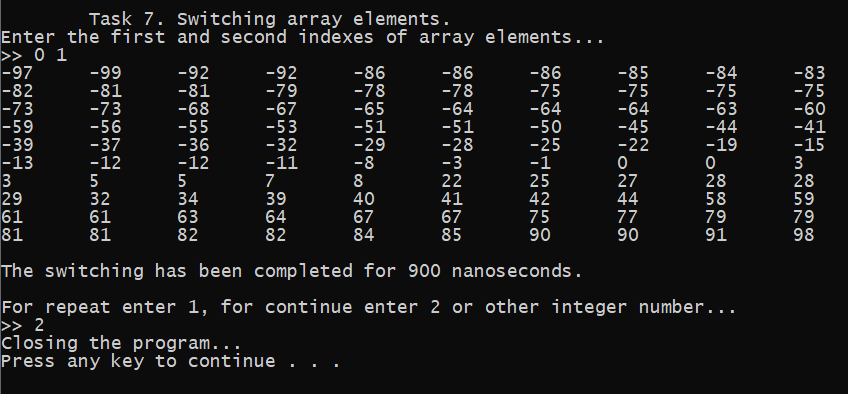 Task 7. Switching array elements.
Enter the first and second indexes of array elements...
>> 0 1
-97 -99 -92 -92 -86 -86 -86 -85 -84 -83
-82 -81 -81 -79 -78 -78 -75 -75 -75 -75
-73 -73 -68 -67 -65 -64 -64 -64 -63 -60
-59 -56 -55 -53 -51 -51 -50 -45 -44 -41
-39 -37 -36 -32 -29 -28 -25 -22 -19 -15
-13 -12 -12 -11 -8 -3 -1 0 0 3
3 5 5 7 8 22 25 27 28 28
29 32 34 39 40 41 42 44 58 59
61 61 63 64 67 67 75 77 79 79
81 81 82 82 84 85 90 90 91 98
The switching has been completed for 900 nanoseconds.
For repeat enter 1, for continue enter 2 or other integer number...
>> 2
Closing the program...
Press any key to continue . . .